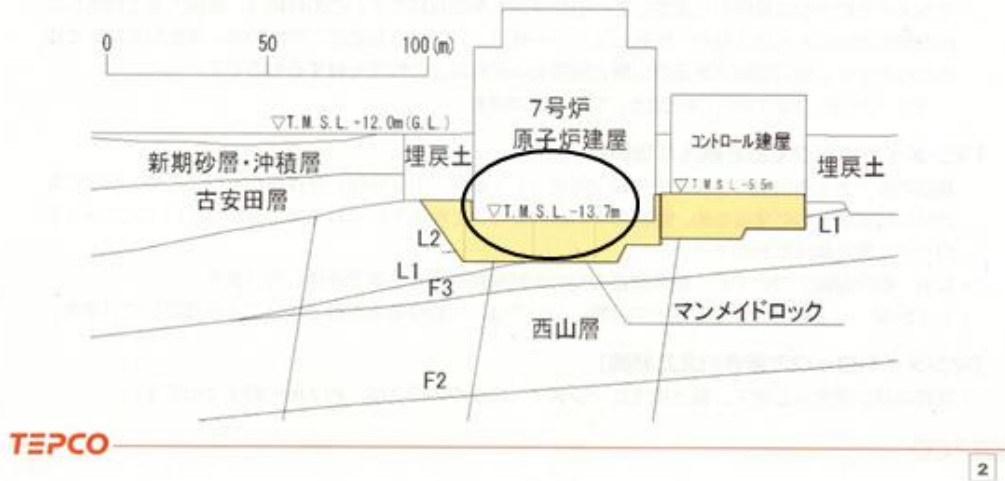 0 50 100(m)
7号炉
原子炉建屋
▽T.M.S.L.-12.0m(G.L.)
コントロール建屋
新期砂層・沖積層
埋戻土
埋戻土
古安田層
▽T.M.S.L.-5.5m
▽T.M.S.L.-13.7m
L1
L2
L1
F3
マンメイドロック
西山層
F2
TEPCO
2